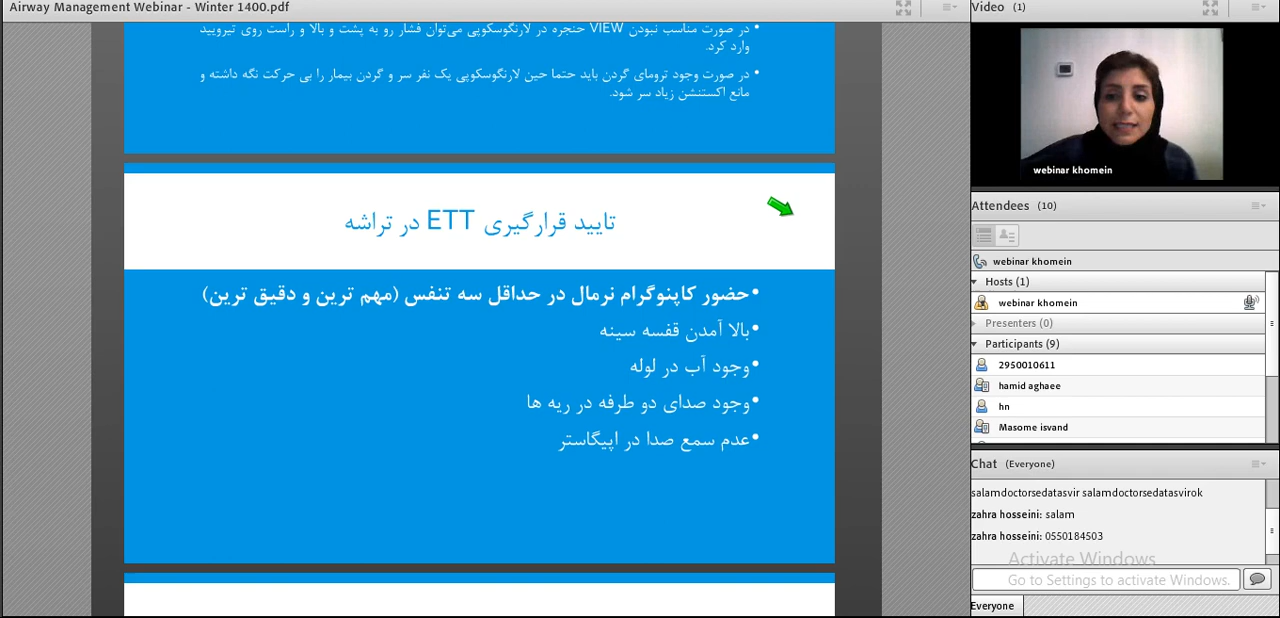 Airway Management Webinar - Winter 1400.pdf
• در صورت مناسب نبودن VIEW حنجره در لارنگوسکوپی می‌توان فشار رو به پشت و بالا و راست روی تیرویید
وارد کرد.
• در صورت وجود ترومای گردن باید حتما حین لارنگوسکوپی یک نفر سر و گردن بیمار را بی حرکت نگه داشته و
مانع اکستنشن زیاد سر شود.
تایید قرارگیری ETT در تراشه
•حضور کاپنوگرام نرمال در حداقل سه تنفس (مهم ترین و دقیق ترین)
•بالا آمدن قفسه سینه
•وجود آب در لوله
•وجود صدای دو طرفه در ریه ها
•عدم سمع صدا در اپیگاستر
Video (1)
webinar khomein
Attendees (10)
webinar khomein
Hosts (1)
webinar khomein
Presenters (0)
Participants (9)
2950010611
hamid aghaee
hn
Masome isvand
Chat (Everyone)
salamdoctorsedatasvir salamdoctorsedatasvirok
zahra hosseini: salam
zahra hosseini: 0550184503
Activate Windows
Go to Settings to activate Windows.
Everyone